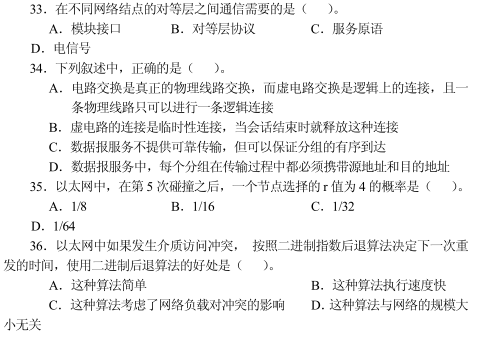 33．在不同网络结点的对等层之间通信需要的是（    ）。
A．模块接口    B．对等层协议    C．服务原语
D．电信号
34．下列叙述中，正确的是（    ）。
A．电路交换是真正的物理线路交换，而虚电路交换是逻辑上的连接，且一
条物理线路只可以进行一条逻辑连接
B．虚电路的连接是临时性连接，当会话结束时就释放这种连接
C．数据报服务不提供可靠传输，但可以保证分组的有序到达
D．数据报服务中，每个分组在传输过程中都必须携带源地址和目的地址
35．以太网中，在第 5 次碰撞之后，一个节点选择的 r 值为 4 的概率是（    ）。
A．1/8    B．1/16    C．1/32
D．1/64
36．以太网中如果发生介质访问冲突， 按照二进制指数后退算法决定下一次重
发的时间，使用二进制后退算法的好处是（    ）。
A．这种算法简单    B．这种算法执行速度快
C．这种算法考虑了网络负载对冲突的影响    D．这种算法与网络的规模大
小无关